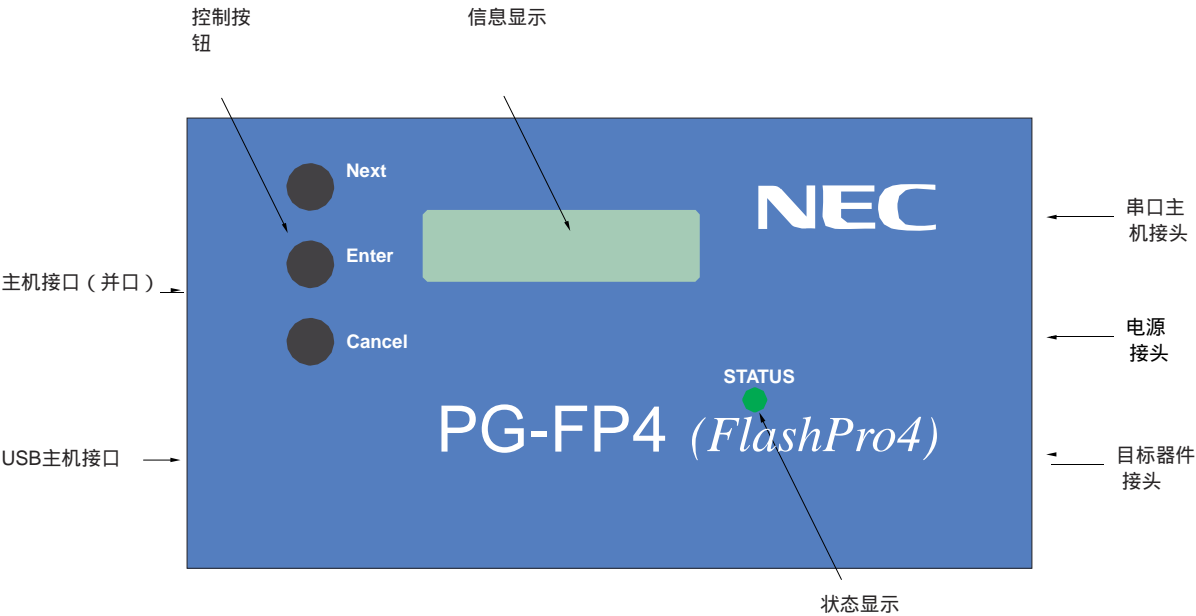 控制按
钮
信息显示
Next
NEC
串口主
机接头
Enter
主机接口（并口）
电源
接头
Cancel
STATUS
PG-FP4 (FlashPro4)
USB主机接口
目标器件
接头
状态显示